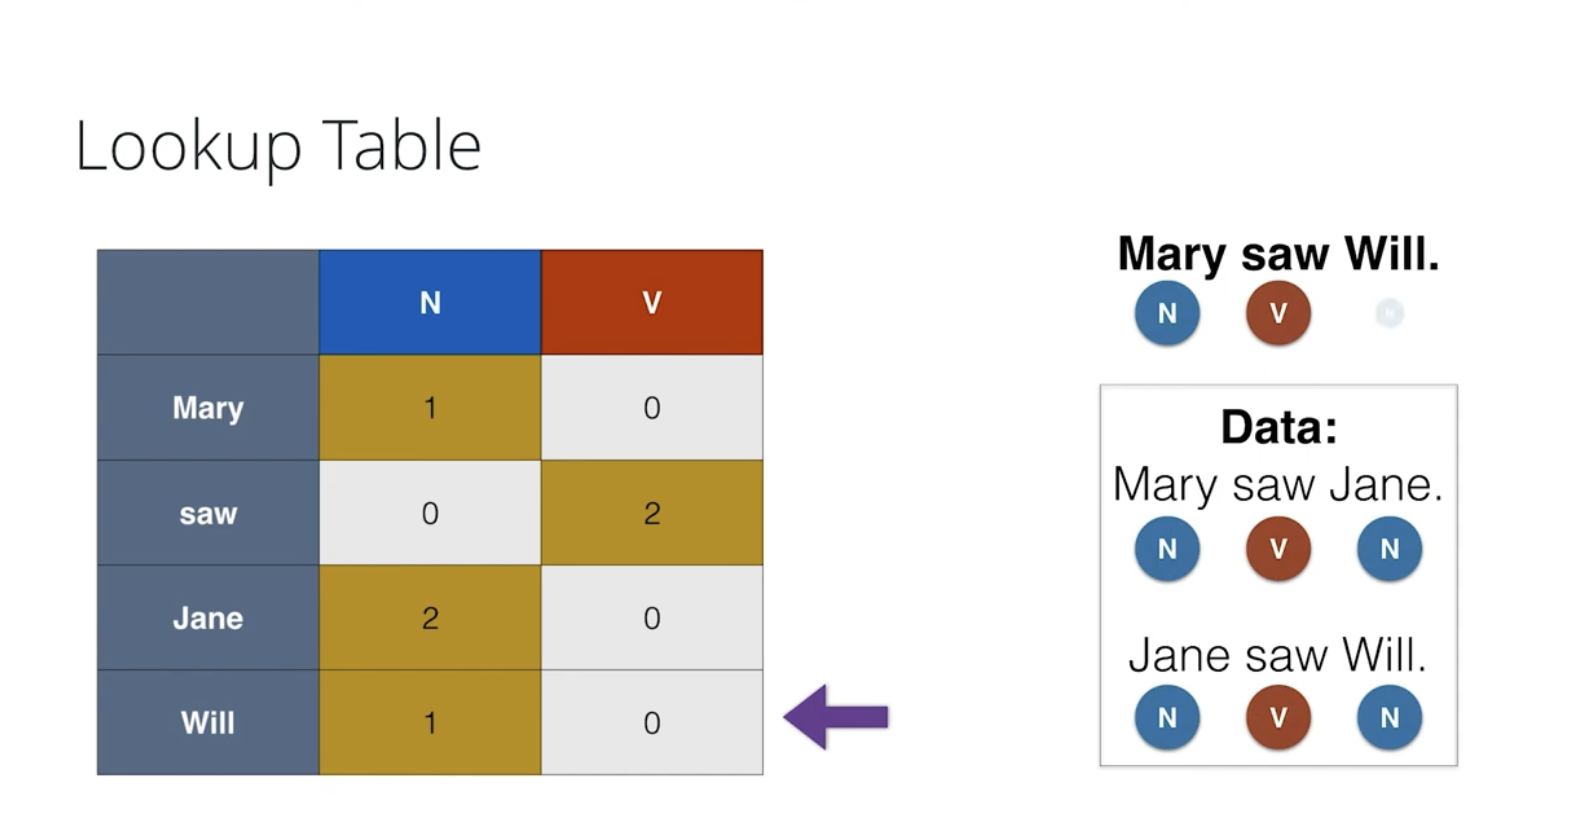 Lookup Table
N V
Mary 1 0
saw 0 2
Jane 2 0
Will 1 0
Mary saw Will.
N V N
Data:
Mary saw Jane.
N V N
Jane saw Will.
N V N